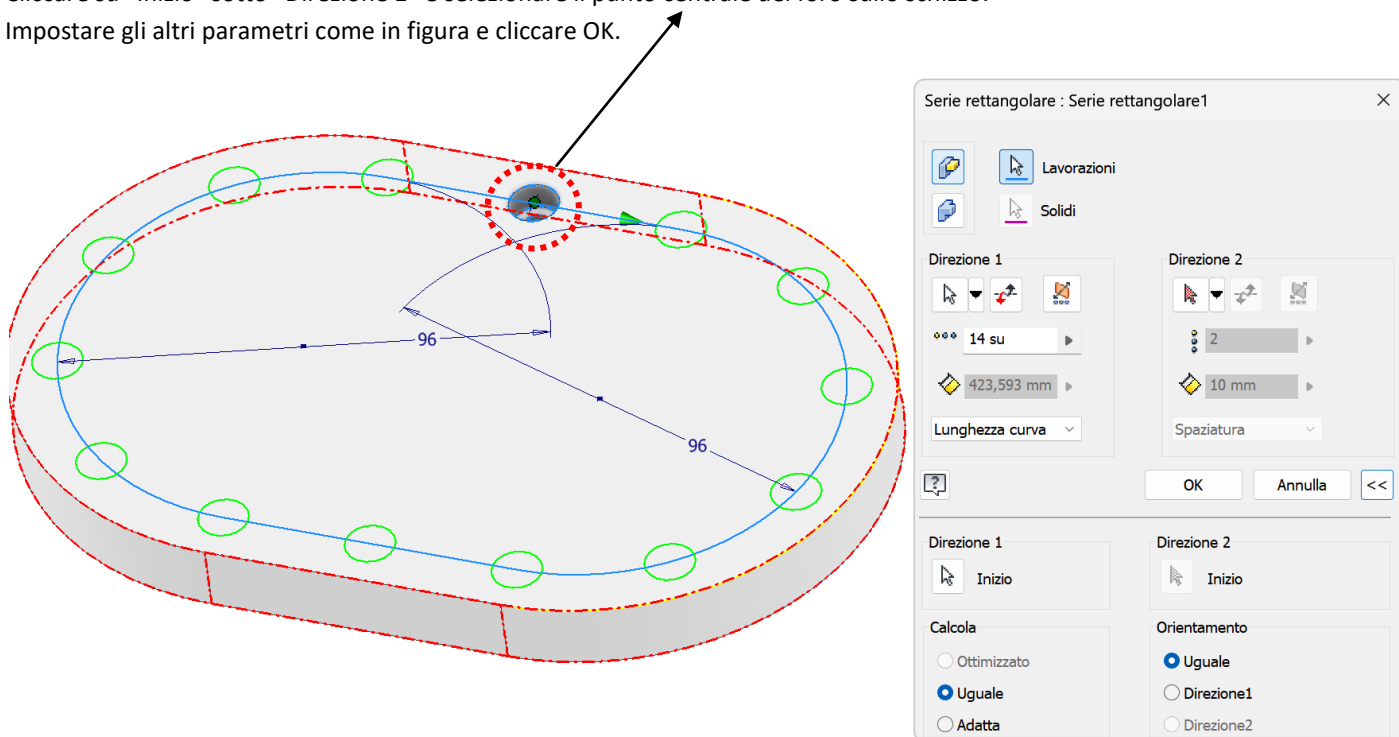 Impostare gli altri parametri come in figura e cliccare OK.
Serie rettangolare : Serie rettangolare1
Lavorazioni
Solidi
Direzione 1
Direzione 2
14 su
2
423,593 mm
10 mm
Lunghezza curva
Spaziatura
OK
Annulla
<<
Direzione 1
Direzione 2
Inizio
Inizio
Calcola
Orientamento
Ottimizzato
Uguale
Uguale
Direzione1
Adatta
Direzione2
96
96